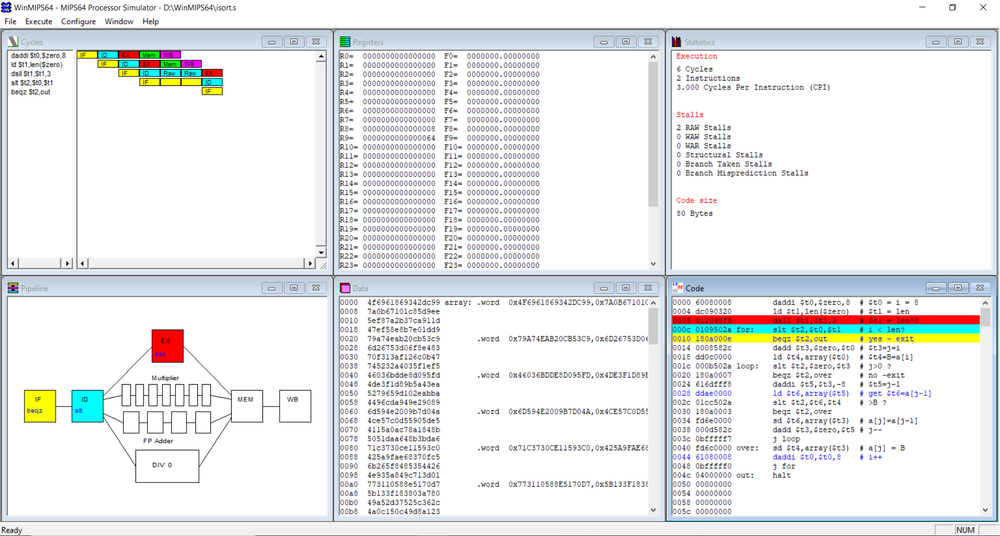 WinMIPS64 - MIPS64 Processor Simulator - D:\WinMIPS64\isort.s
File Execute Configure Window Help
Cycles
daddi $t0,$zero,8 IF ID EX Mem WB
ld $t1,len($zero) IF ID EX Mem WB
dsll $t1,$t1,3 IF ID Raw Raw EX
slt $t2,$t0,$t1 IF ID
beqz $t2,out IF
Registers
R0= 0000000000000000 F0= 0000000.00000000
R1= 0000000000000000 F1= 0000000.00000000
R2= 0000000000000000 F2= 0000000.00000000
R3= 0000000000000000 F3= 0000000.00000000
R4= 0000000000000000 F4= 0000000.00000000
R5= 0000000000000000 F5= 0000000.00000000
R6= 0000000000000000 F6= 0000000.00000000
R7= 0000000000000000 F7= 0000000.00000000
R8= 0000000000000008 F8= 0000000.00000000
R9= 0000000000000064 F9= 0000000.00000000
R10= 0000000000000000 F10= 0000000.00000000
R11= 0000000000000000 F11= 0000000.00000000
R12= 0000000000000000 F12= 0000000.00000000
R13= 0000000000000000 F13= 0000000.00000000
R14= 0000000000000000 F14= 0000000.00000000
R15= 0000000000000000 F15= 0000000.00000000
R16= 0000000000000000 F16= 0000000.00000000
R17= 0000000000000000 F17= 0000000.00000000
R18= 0000000000000000 F18= 0000000.00000000
R19= 0000000000000000 F19= 0000000.00000000
R20= 0000000000000000 F20= 0000000.00000000
R21= 0000000000000000 F21= 0000000.00000000
R22= 0000000000000000 F22= 0000000.00000000
R23= 0000000000000000 F23= 0000000.00000000
Statistics
Execution
6 Cycles
2 Instructions
3.000 Cycles Per Instruction (CPI)
Stalls
2 RAW Stalls
0 WAW Stalls
0 WAR Stalls
0 Structural Stalls
0 Branch Taken Stalls
0 Branch Misprediction Stalls
Code size
80 Bytes
Pipeline
EX
dsll
Multiplier
IF
beqz
ID
slt
MEM
WB
FP Adder
DIV 0
Data
0000 4f6961869342dc99 array: .word 0x4F6961869342DC99,0x7A0B67101C
0008 7a0b67101c85d9ee
0010 5ef87a2b37ca911d
0018 47ef58e8b7e01dd9
0020 79a74eab20cb53c9 .word 0x79A74EAB20CB53C9,0x6D26753D06
0028 6d26753d06f8e483
0030 70f313af126c0b47
0038 745232a4035f1ef5
0040 46036bdde8d095fd .word 0x46036BDDE8D095FD,0x4DE3F1D89B
0048 4de3f1d89b5a43ea
0050 5279659d102eabba
0058 4496cda949e29089
0060 6d594e2009b7d04a .word 0x6D594E2009B7D04A,0x4CE57C0D55
0068 4ce57c0d55905de5
0070 4115a0ac78a1848b
0078 5051daa648b3bda6
0080 71c3730ce11593c0 .word 0x71C3730CE11593C0,0x425A9FAE68
0088 425a9fae68370fc5
0090 6b265f8485354426
0098 4e935a849c713d01
00a0 773110588e5170d7 .word 0x773110588E5170D7,0x5B133F1838
00a8 5b133f183803a780
00b0 49a52d37525c362c
00b8 4a0c150c49d8a123
Code
0000 60080008 daddi $t0,$zero,8 # $t0 = i = 8
0004 dc090320 ld $t1,len($zero) # $t1 = len
0008 012048f8 dsll $t1,$t1,3 # $t1 = len*8
000c 0109502a for: slt $t2,$t0,$t1 # i < len?
0010 180a000e beqz $t2,out # yes - exit
0014 0008582c dadd $t3,$zero,$t0 # $t3=j=i
0018 dd0c0000 ld $t4,array($t0) # $t4=B=a[i]
001c 000b502a loop: slt $t2,$zero,$t3 # j>0 ?
0020 180a0007 beqz $t2,over # no -exit
0024 616dfff8 daddi $t5,$t3,-8 # $t5=j-1
0028 ddae0000 ld $t6,array($t5) # get $t6=a[j-1]
002c 01cc502a slt $t2,$t6,$t4 # >B ?
0030 180a0003 beqz $t2,over
0034 fd6e0000 sd $t6,array($t3) # a[j]=a[j-1]
0038 000d582c dadd $t3,$zero,$t5 # j--
003c 0bfffff7 j loop
0040 fd6c0000 over: sd $t4,array($t3) # a[j] = B
0044 61080008 daddi $t0,$t0,8 # i++
0048 0bfffff0 j for
004c 04000000 out: halt
0050 00000000
0054 00000000
0058 00000000
005c 00000000
Ready
NUM